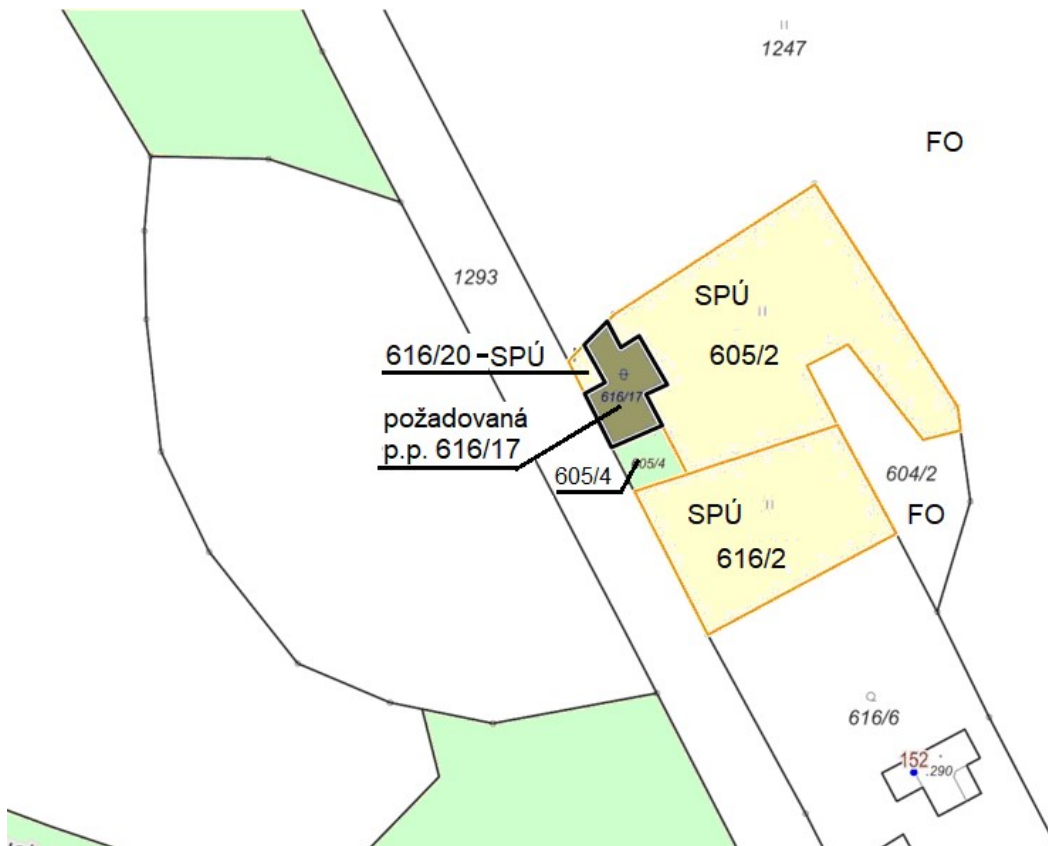 1247
FO
1293
SPÚ
616/20 -SPÚ
605/2
616/17
požadovaná
p.p. 616/17
605/4
605/4
604/2
SPÚ
FO
616/2
616/6
152
.290